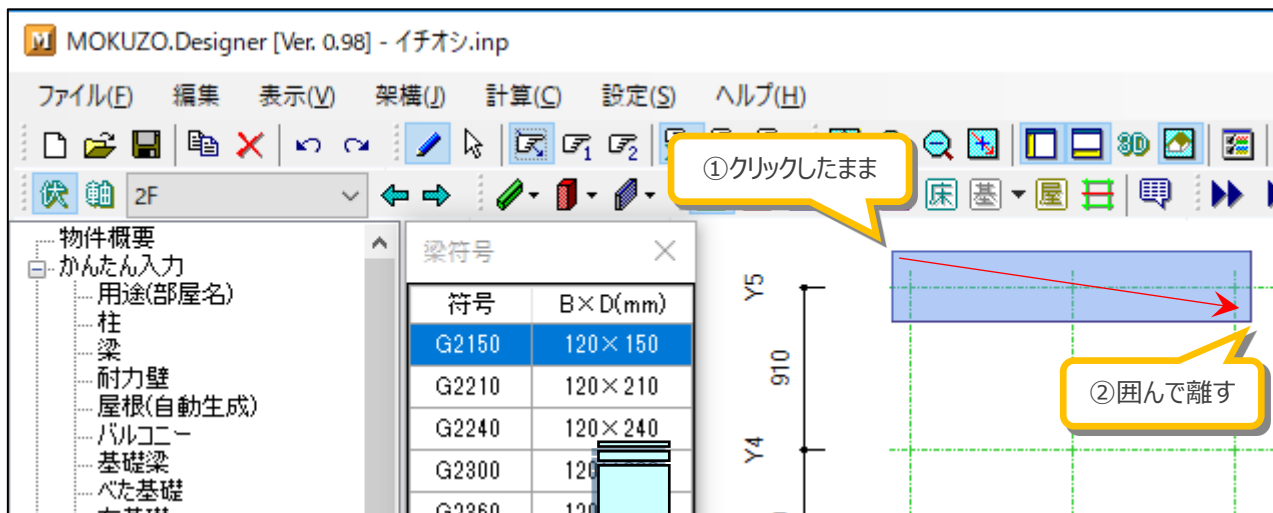 MOKUZO.Designer [Ver. 0.98] - イチオシ.inp
ファイル(F) 編集 表示(V) 架構(J) 計算(C) 設定(S) ヘルプ(H)
1 2 3D
①クリックしたまま
伏 軸 2F 床 基 屋
物件概要
かんたん入力
用途(部屋名)
柱
梁
耐力壁
屋根(自動生成)
バルコニー
基礎梁
べた基礎
梁符号
符号 B×D(mm)
G2150 120×150
G2210 120×210
G2240 120×240
G2300
G2360
Y5
910
Y4
②囲んで離す